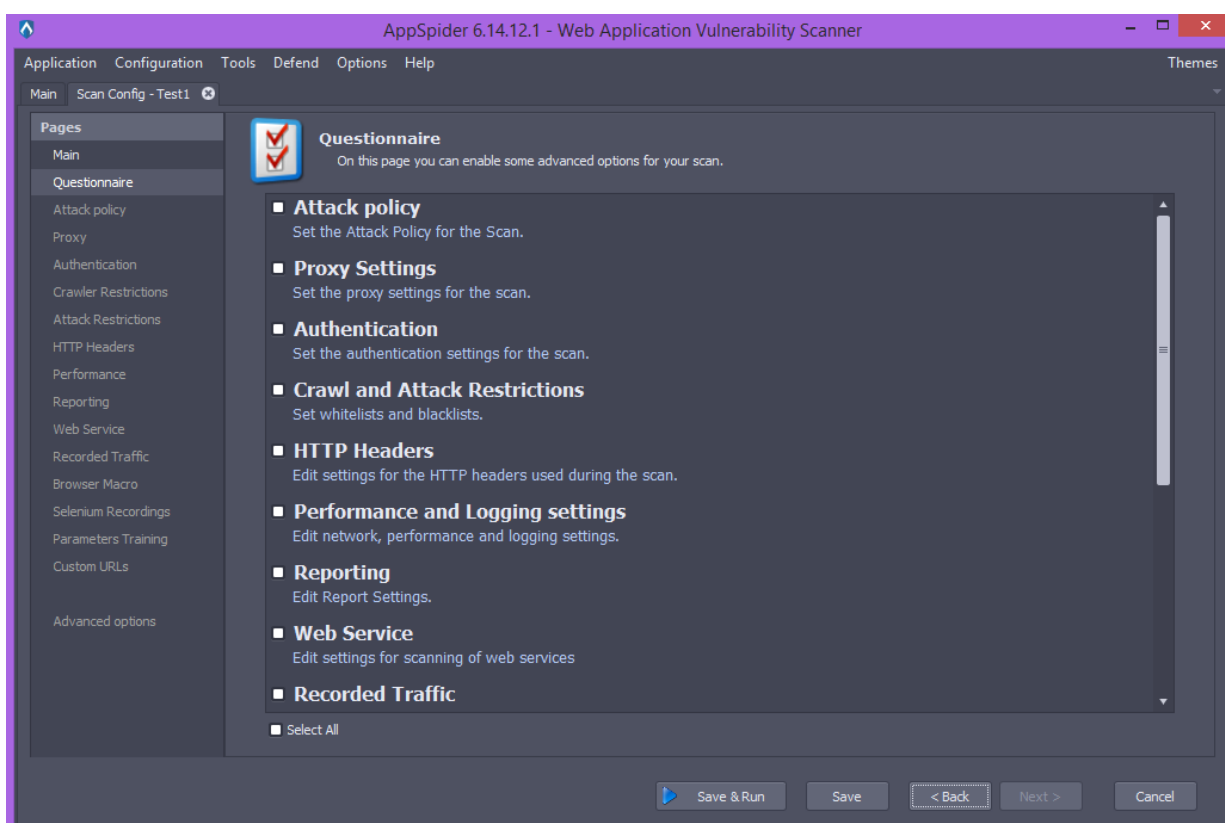 AppSpider 6.14.12.1 - Web Application Vulnerability Scanner
Application Configuration Tools Defend Options Help Themes
Main Scan Config - Test1
Pages
Main
Questionnaire
Attack policy
Proxy
Authentication
Crawler Restrictions
Attack Restrictions
HTTP Headers
Performance
Reporting
Web Service
Recorded Traffic
Browser Macro
Selenium Recordings
Parameters Training
Custom URLs
Advanced options
Questionnaire
On this page you can enable some advanced options for your scan.
Attack policy
Set the Attack Policy for the Scan.
Proxy Settings
Set the proxy settings for the scan.
Authentication
Set the authentication settings for the scan.
Crawl and Attack Restrictions
Set whitelists and blacklists.
HTTP Headers
Edit settings for the HTTP headers used during the scan.
Performance and Logging settings
Edit network, performance and logging settings.
Reporting
Edit Report Settings.
Web Service
Edit settings for scanning of web services
Recorded Traffic
Select All
Save & Run Save < Back Next > Cancel